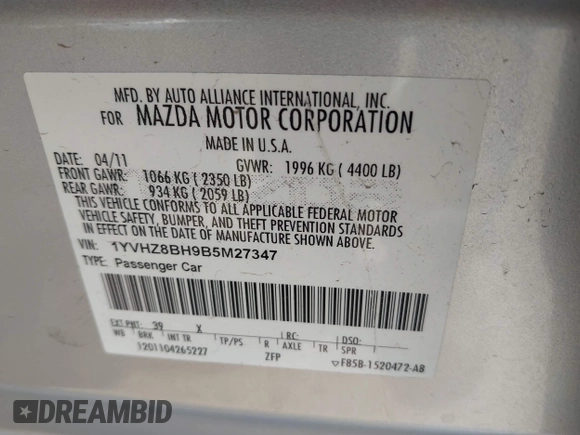 MFD. BY AUTO ALLIANCE INTERNATIONAL, INC.
FOR MAZDA MOTOR CORPORATION
MADE IN U.S.A.
DATE: 04/11 GVWR: 1996 KG ( 4400 LB)
FRONT GAWR: 1066 KG ( 2350 LB)
REAR GAWR: 934 KG ( 2059 LB)
THIS VEHICLE CONFORMS TO ALL APPLICABLE FEDERAL MOTOR
VEHICLE SAFETY, BUMPER, AND THEFT PREVENTION STANDARDS
IN EFFECT ON THE DATE OF MANUFACTURE SHOWN ABOVE.
VIN: 1YVHZ8BH9B5M27347
TYPE: Passenger Car
EXT PNT: 39 X RC: DSO:
WB BRK INT TR TP/PS R AXLE TR SPR
3201104265227 ZFP F85B-1520472-AB
DREAMBID